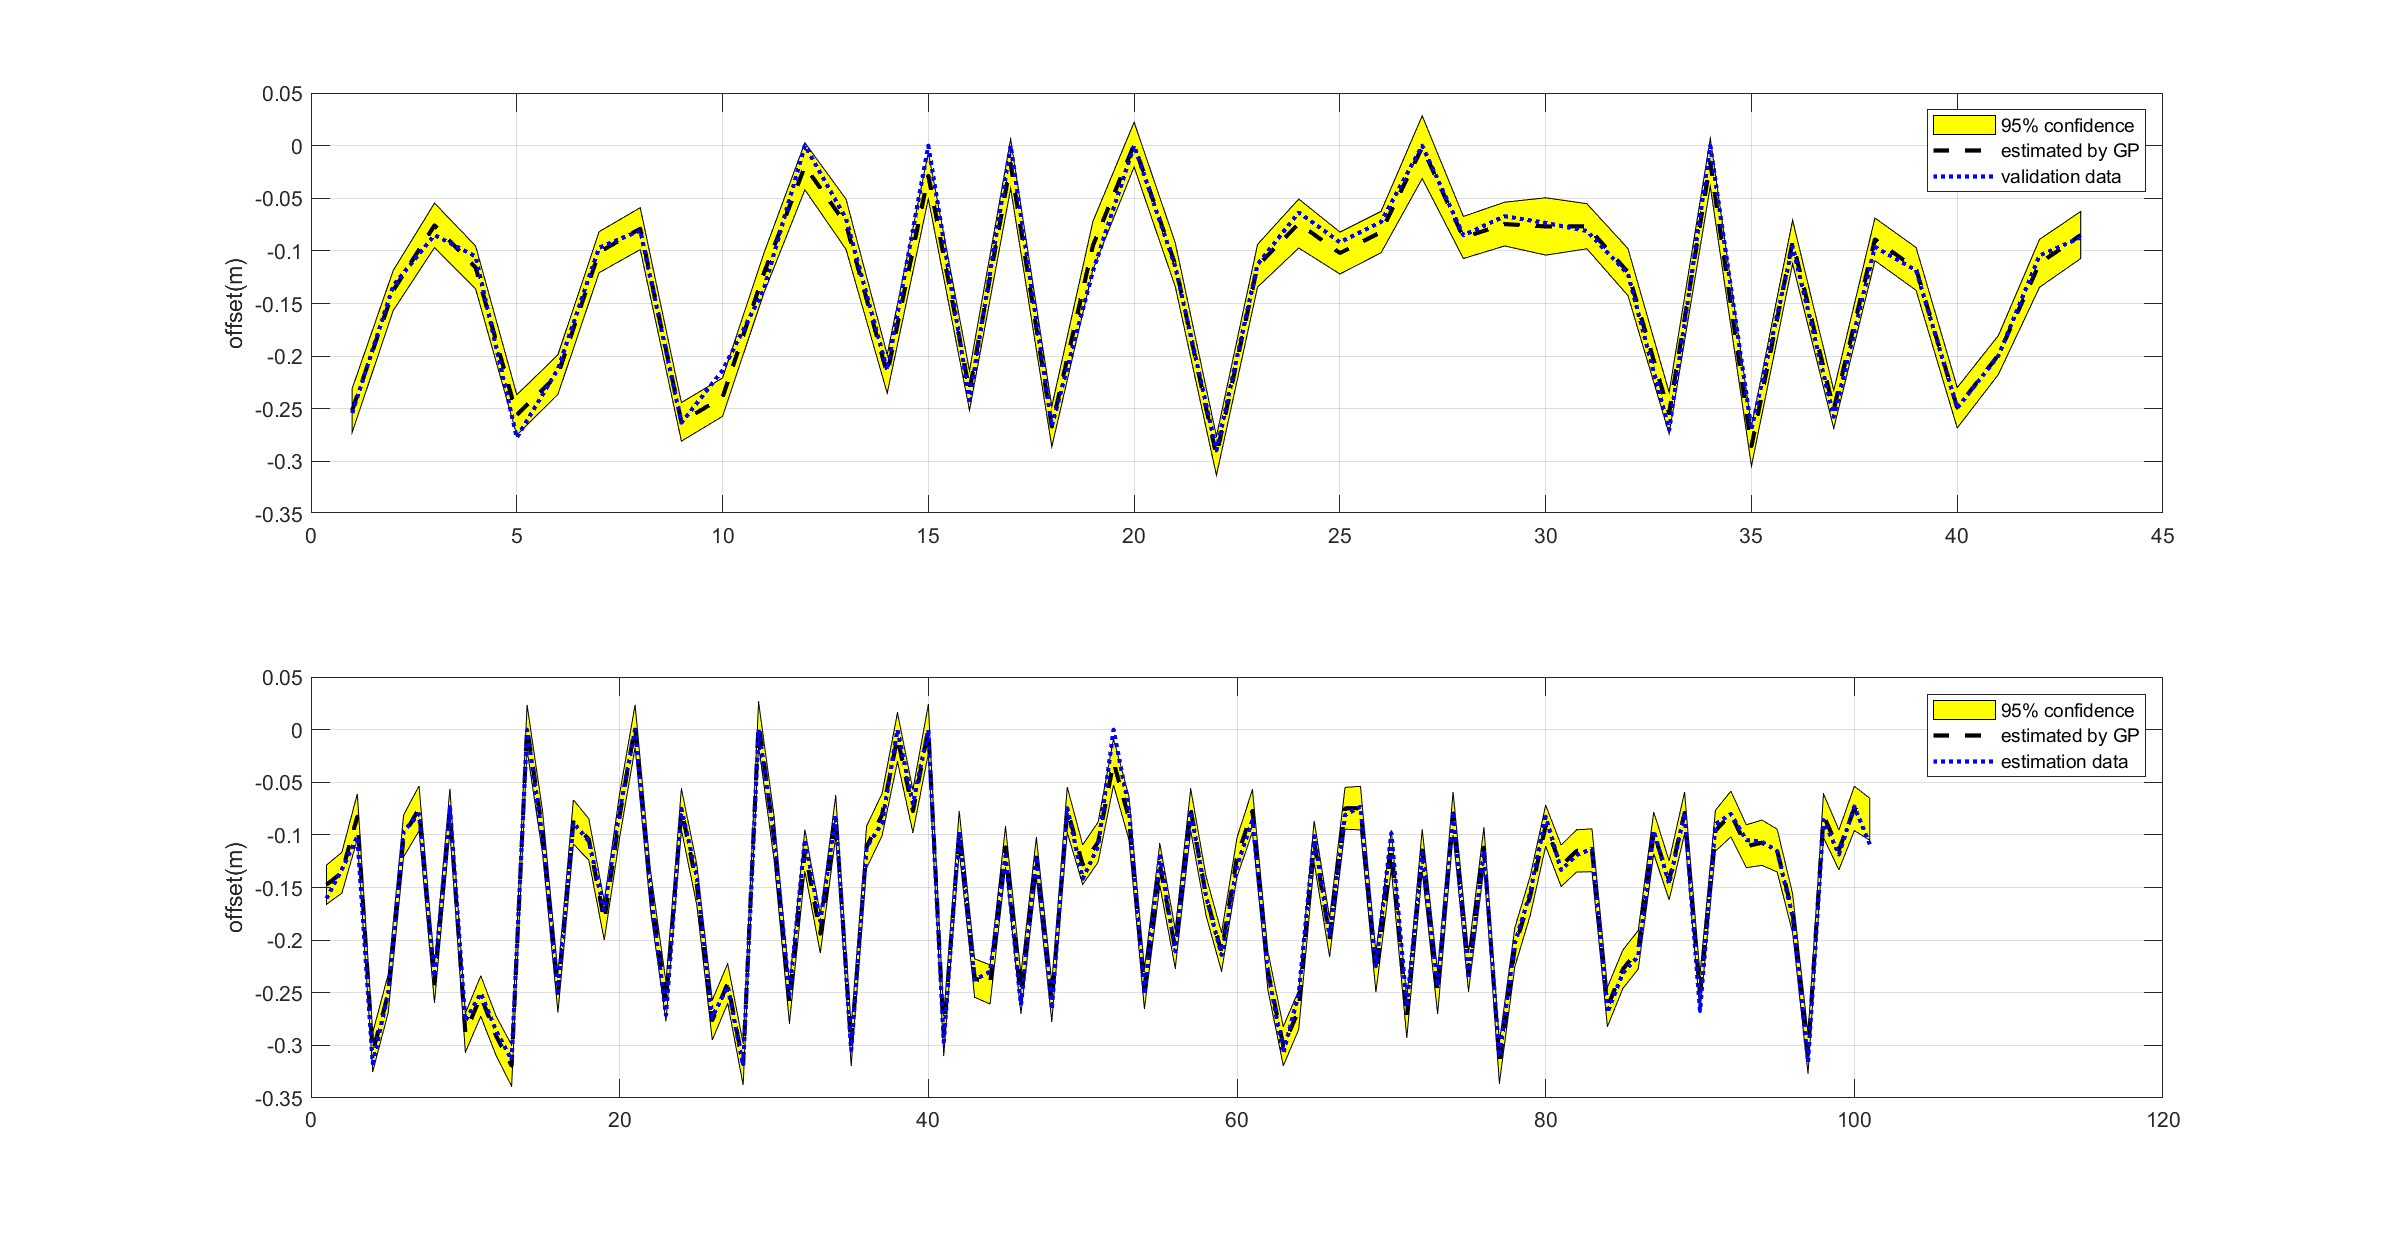 0.05
0
-0.05
-0.1
-0.15
-0.2
-0.25
-0.3
-0.35
offset(m)
0 5 10 15 20 25 30 35 40 45
95% confidence
estimated by GP
validation data
0.05
0
-0.05
-0.1
-0.15
-0.2
-0.25
-0.3
-0.35
offset(m)
0 20 40 60 80 100 120
95% confidence
estimated by GP
estimation data